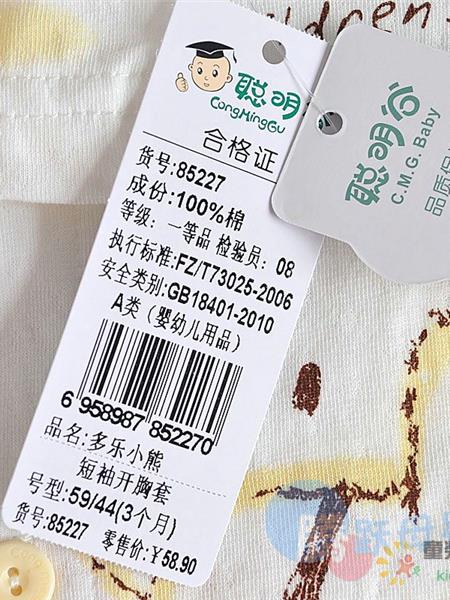 聪明
CongMingGu
合格证
货号:85227
成份:100%棉
等级: 一等品 检验员: 08
执行标准:FZ/T73025-2006
安全类别:GB18401-2010
A类 (婴幼儿用品)
6 958987 852270
品名:多乐小熊
短袖开胸套
号型:59/44(3个月)
货号:85227 零售价:¥58.90
聪明谷
C.M.G. Baby
品质保